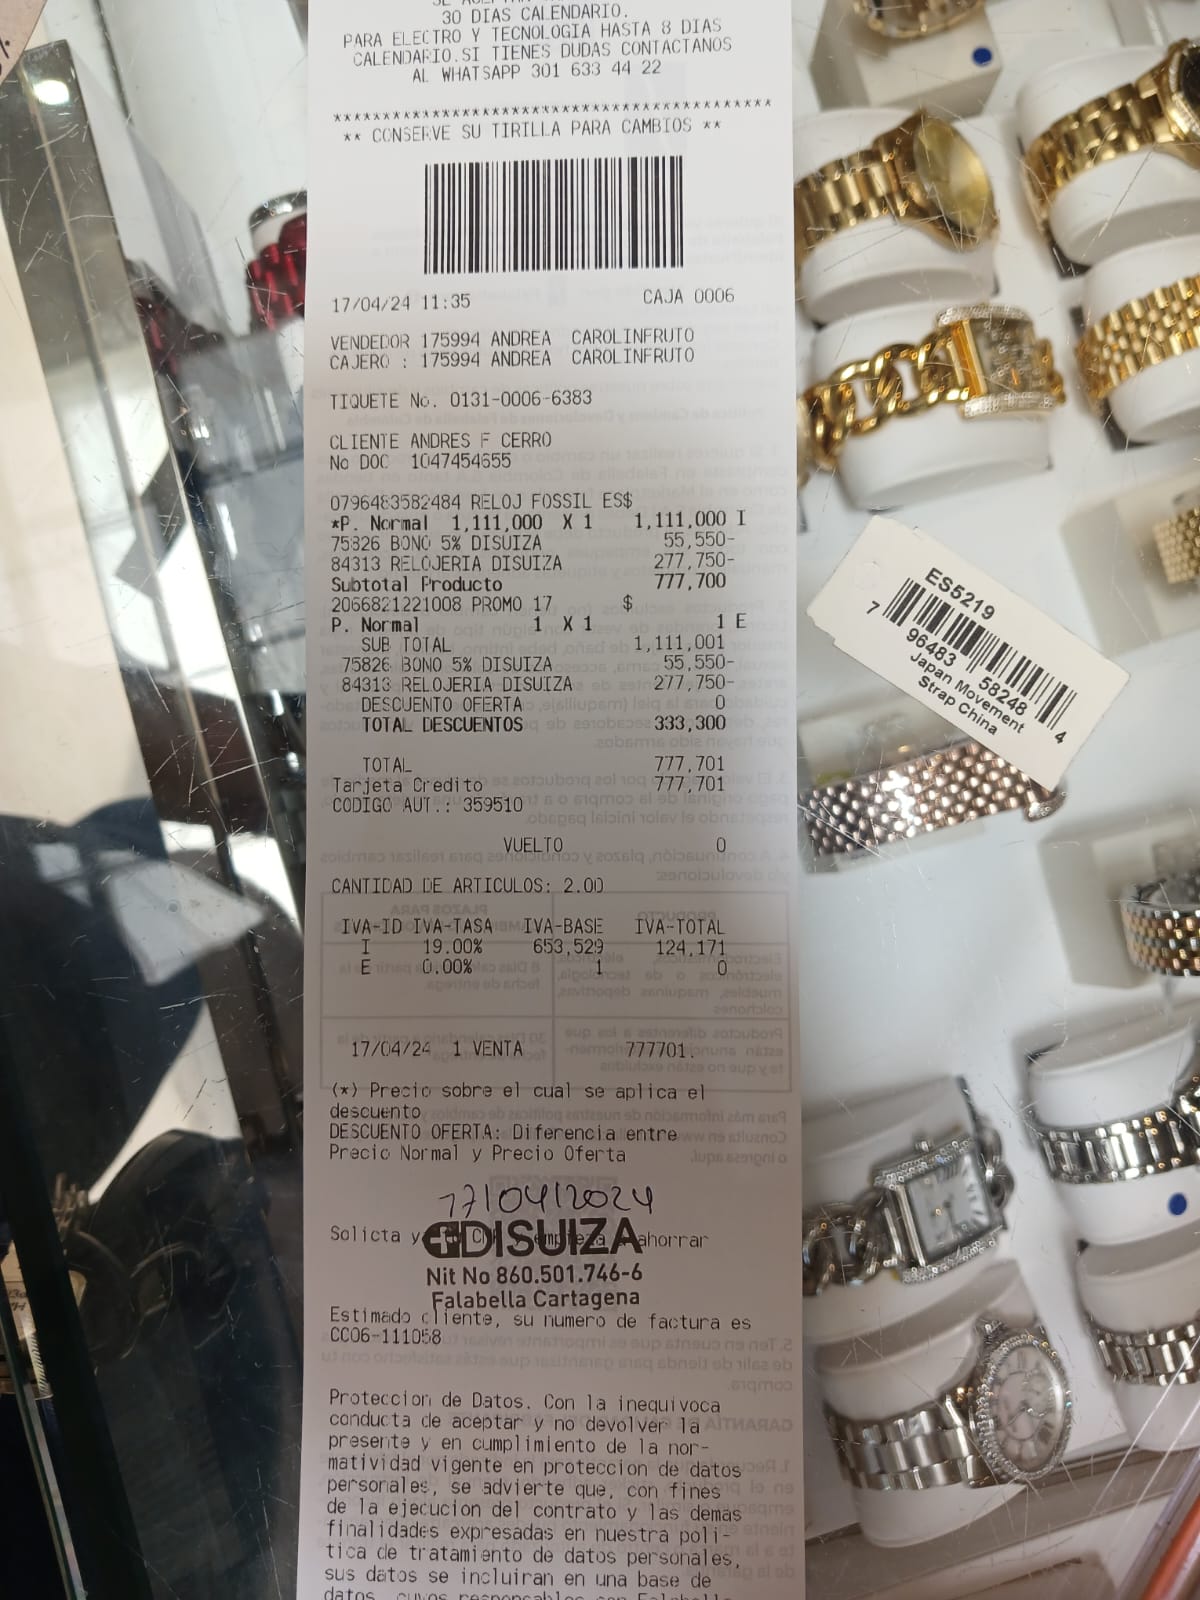 30 DIAS CALENDARIO.
PARA ELECTRO Y TECNOLOGIA HASTA 8 DIAS
CALENDARIO.SI TIENES DUDAS CONTACTANOS
AL WHATSAPP 301 633 44 22
*******************************************
** CONSERVE SU TIRILLA PARA CAMBIOS **
17/04/24 11:35 CAJA 0006
VENDEDOR 175994 ANDREA CAROLINFRUTO
CAJERO : 175994 ANDREA CAROLINFRUTO
TIQUETE No. 0131-0006-6383
CLIENTE ANDRES F CERRO
No DOC 1047454655
0796483582484 RELOJ FOSSIL ES$
*P. Normal 1,111,000 X 1 1,111,000 I
75826 BONO 5% DISUIZA 55,550-
84313 RELOJERIA DISUIZA 277,750-
Subtotal Producto 777,700
2066821221008 PROMO 17 $
P. Normal 1 X 1 1 E
SUB TOTAL 1,111,001
75826 BONO 5% DISUIZA 55,550-
84313 RELOJERIA DISUIZA 277,750-
DESCUENTO OFERTA 0
TOTAL DESCUENTOS 333,300
TOTAL 777,701
Tarjeta Credito 777,701
CODIGO AUT.: 359510
VUELTO 0
CANTIDAD DE ARTICULOS: 2.00
IVA-ID IVA-TASA IVA-BASE IVA-TOTAL
I 19.00% 653,529 124,171
E 0.00% 1 0
17/04/24 1 VENTA 777701.
(*) Precio sobre el cual se aplica el
descuento
DESCUENTO OFERTA: Diferencia entre
Precio Normal y Precio Oferta
17/04/2024
Solicta y ahorrar
DISUIZA
Nit No 860.501.746-6
Falabella Cartagena
Estimado cliente, su numero de factura es
CC06-111058
Proteccion de Datos. Con la inequivoca
conducta de aceptar y no devolver la
presente y en cumplimiento de la nor-
matividad vigente en proteccion de datos
personales, se advierte que, con fines
de la ejecucion del contrato y las demas
finalidades expresadas en nuestra poli-
tica de tratamiento de datos personales,
sus datos se incluiran en una base de
datos, cuyos responsables son
ES5219
7 96483 58248 4
Japan Movement
Strap China